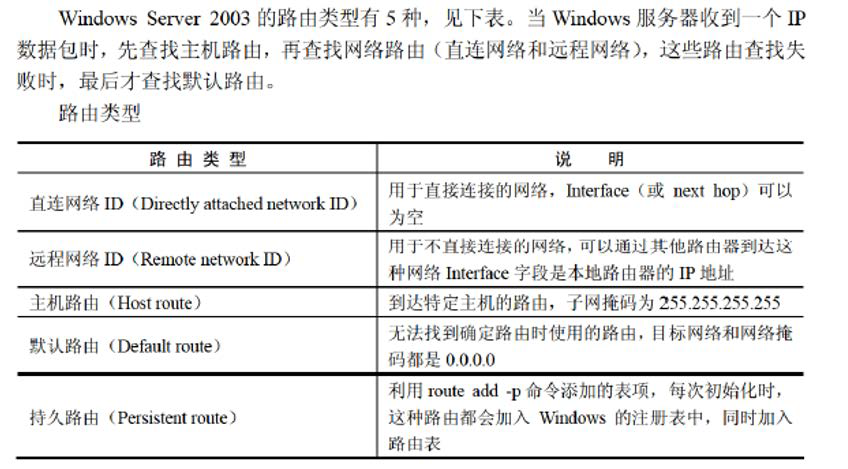 Windows Server 2003 的路由类型有 5 种，见下表。当 Windows 服务器收到一个 IP
数据包时，先查找主机路由，再查找网络路由（直连网络和远程网络），这些路由查找失
败时，最后才查找默认路由。
路由类型
路 由 类 型
说 明
直连网络 ID（Directly attached network ID）
用于直接连接的网络，Interface（或 next hop）可以
为空
远程网络 ID（Remote network ID）
用于不直接连接的网络，可以通过其他路由器到达这
种网络 Interface 字段是本地路由器的 IP 地址
主机路由（Host route）
到达特定主机的路由，子网掩码为 255.255.255.255
默认路由（Default route）
无法找到确定路由时使用的路由，目标网络和网络掩
码都是 0.0.0.0
持久路由（Persistent route）
利用 route add -p 命令添加的表项，每次初始化时，
这种路由都会加入 Windows 的注册表中，同时加入
路由表